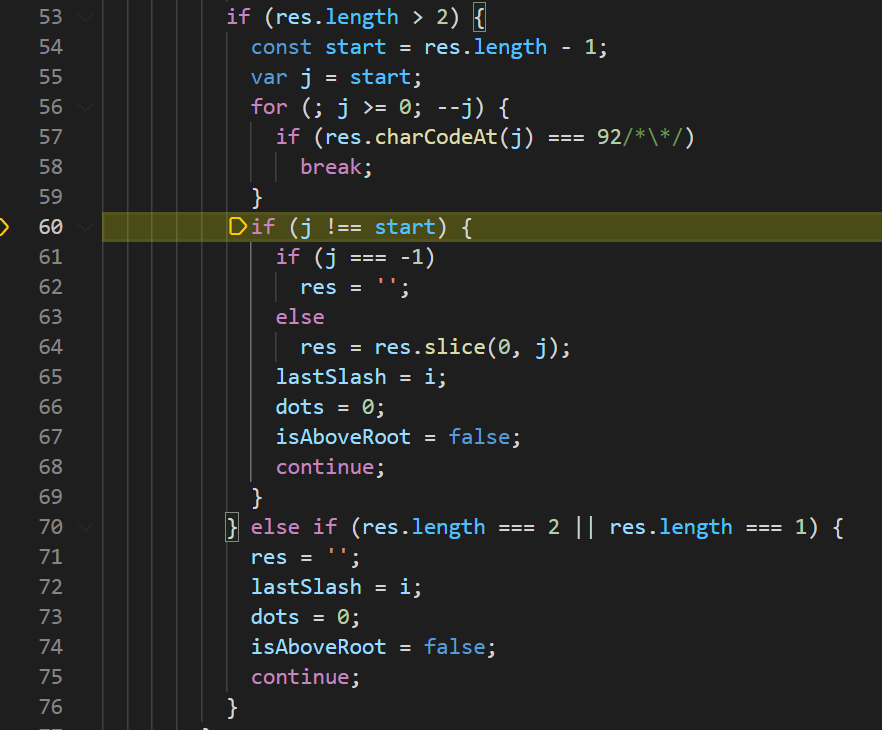 53 if (res.length > 2) {
54 const start = res.length - 1;
55 var j = start;
56 for (; j >= 0; --j) {
57 if (res.charCodeAt(j) === 92/*\*/)
58 break;
59 }
60 if (j !== start) {
61 if (j === -1)
62 res = '';
63 else
64 res = res.slice(0, j);
65 lastSlash = i;
66 dots = 0;
67 isAboveRoot = false;
68 continue;
69 }
70 } else if (res.length === 2 || res.length === 1) {
71 res = '';
72 lastSlash = i;
73 dots = 0;
74 isAboveRoot = false;
75 continue;
76 }